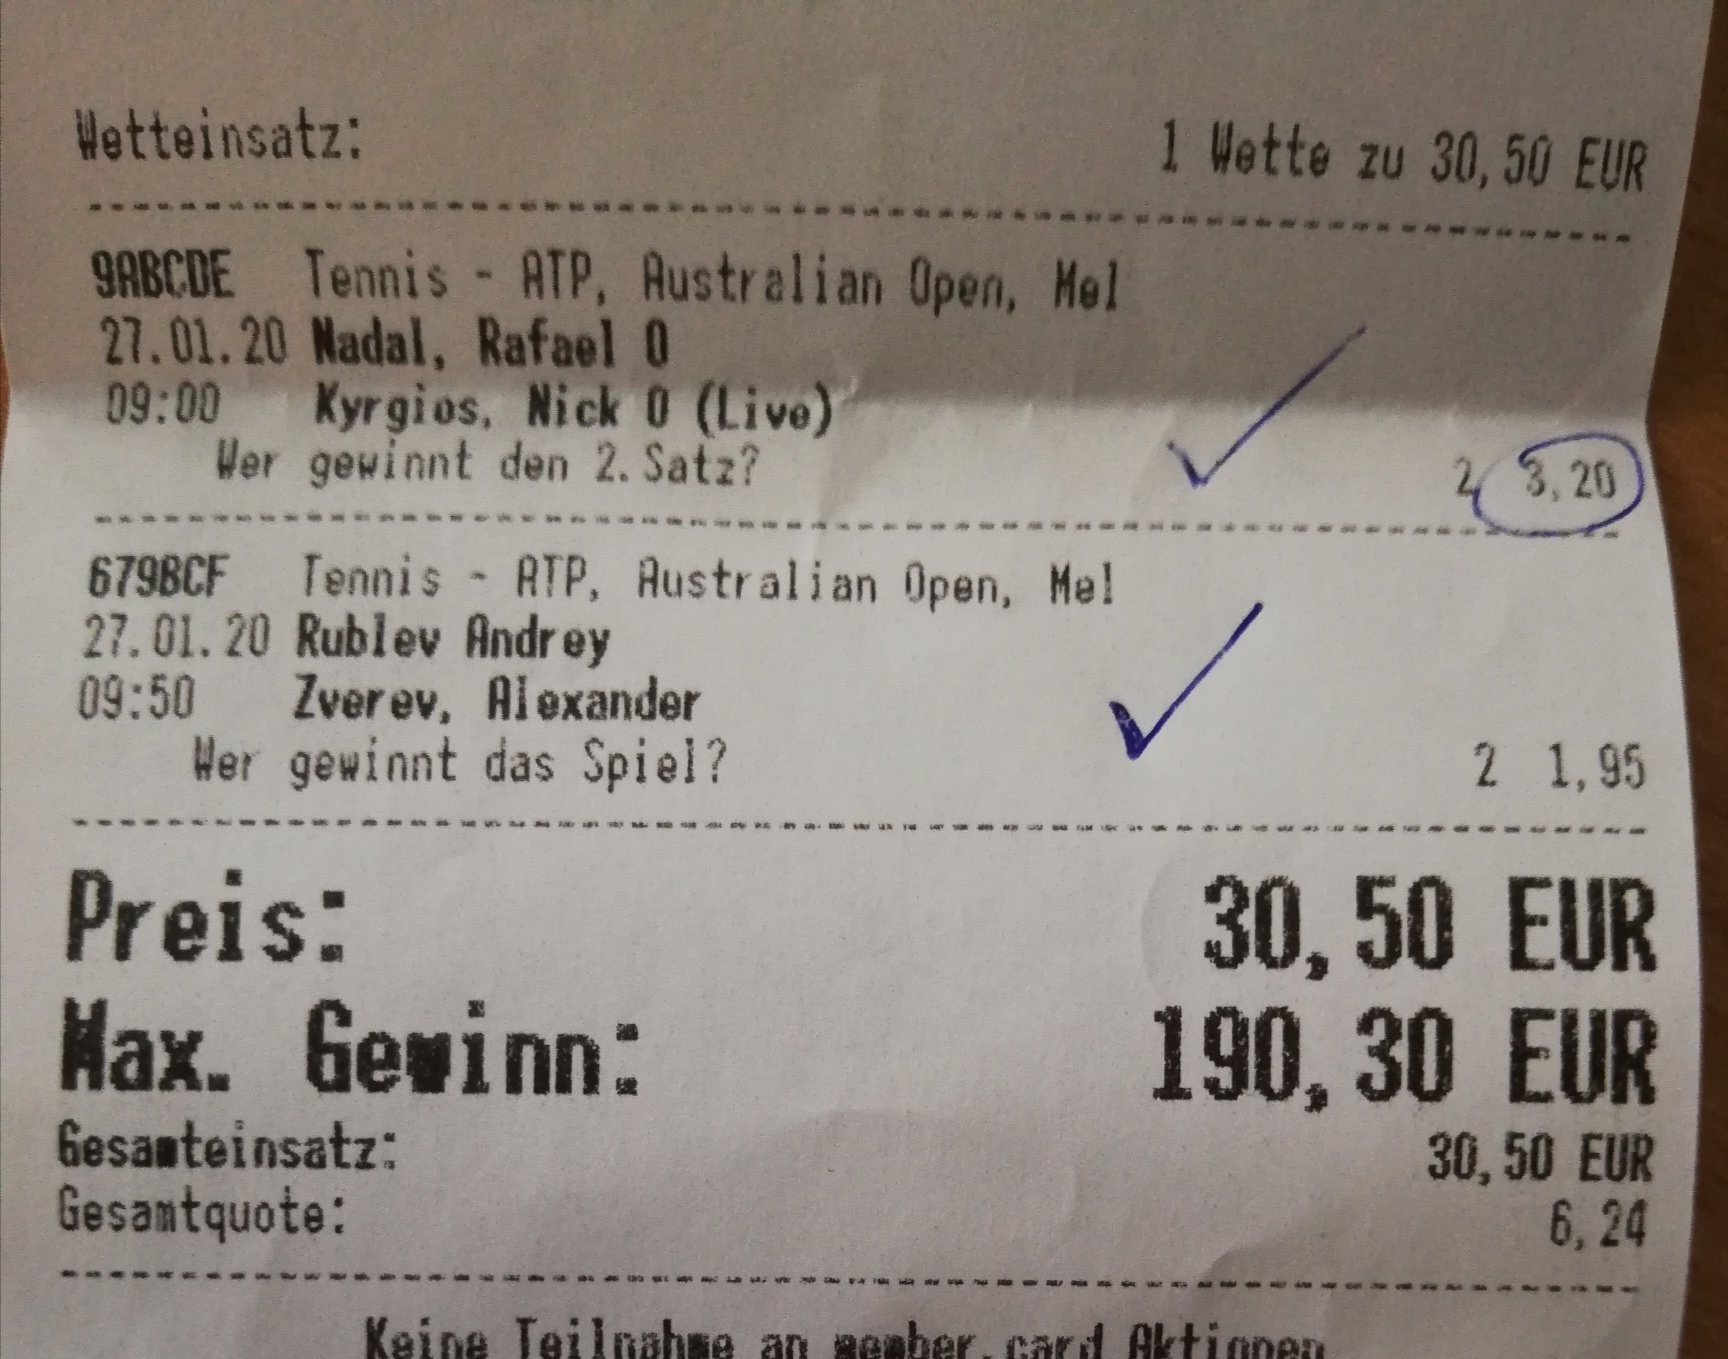 Wetteinsatz: 1 Wette zu 30,50 EUR
9ABCDE Tennis - ATP, Australian Open, Mel
27.01.20 Nadal, Rafael 0
09:00 Kyrgios, Nick 0 (Live)
Wer gewinnt den 2.Satz? 2 3,20
679BCF Tennis - ATP, Australian Open, Mel
27.01.20 Rublev Andrey
09:50 Zverev, Alexander
Wer gewinnt das Spiel? 2 1,95
Preis: 30,50 EUR
Max. Gewinn: 190,30 EUR
Gesamteinsatz: 30,50 EUR
Gesamtquote: 6,24
Keine Teilnahme an member.card Aktionen